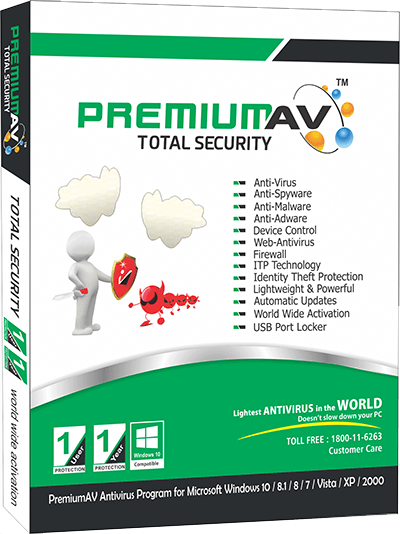 PREMIUMAV
TOTAL SECURITY
PREMIUMAV™
TOTAL SECURITY
Anti-Virus
Anti-Spyware
Anti-Malware
Anti-Adware
Device Control
Web-Antivirus
Firewall
ITP Technology
Identity Theft Protection
Lightweight & Powerful
Automatic Updates
World Wide Activation
USB Port Locker
Lightest ANTIVIRUS in the WORLD
Doesn't slow down your PC
TOLL FREE : 1800-11-6263
Customer Care
1 User
PROTECTION
1 Year
PROTECTION
Windows 10
Compatible
1 1
world wide activation
PremiumAV Antivirus Program for Microsoft Windows 10 / 8.1 / 8 / 7 / Vista / XP / 2000